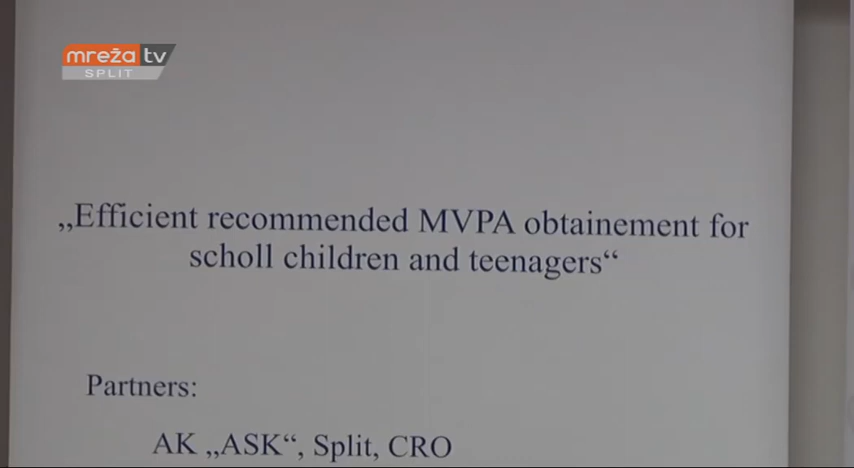 mreža tv
SPLIT
„Efficient recommended MVPA obtainement for
scholl children and teenagers“
Partners:
AK „ASK“, Split, CRO